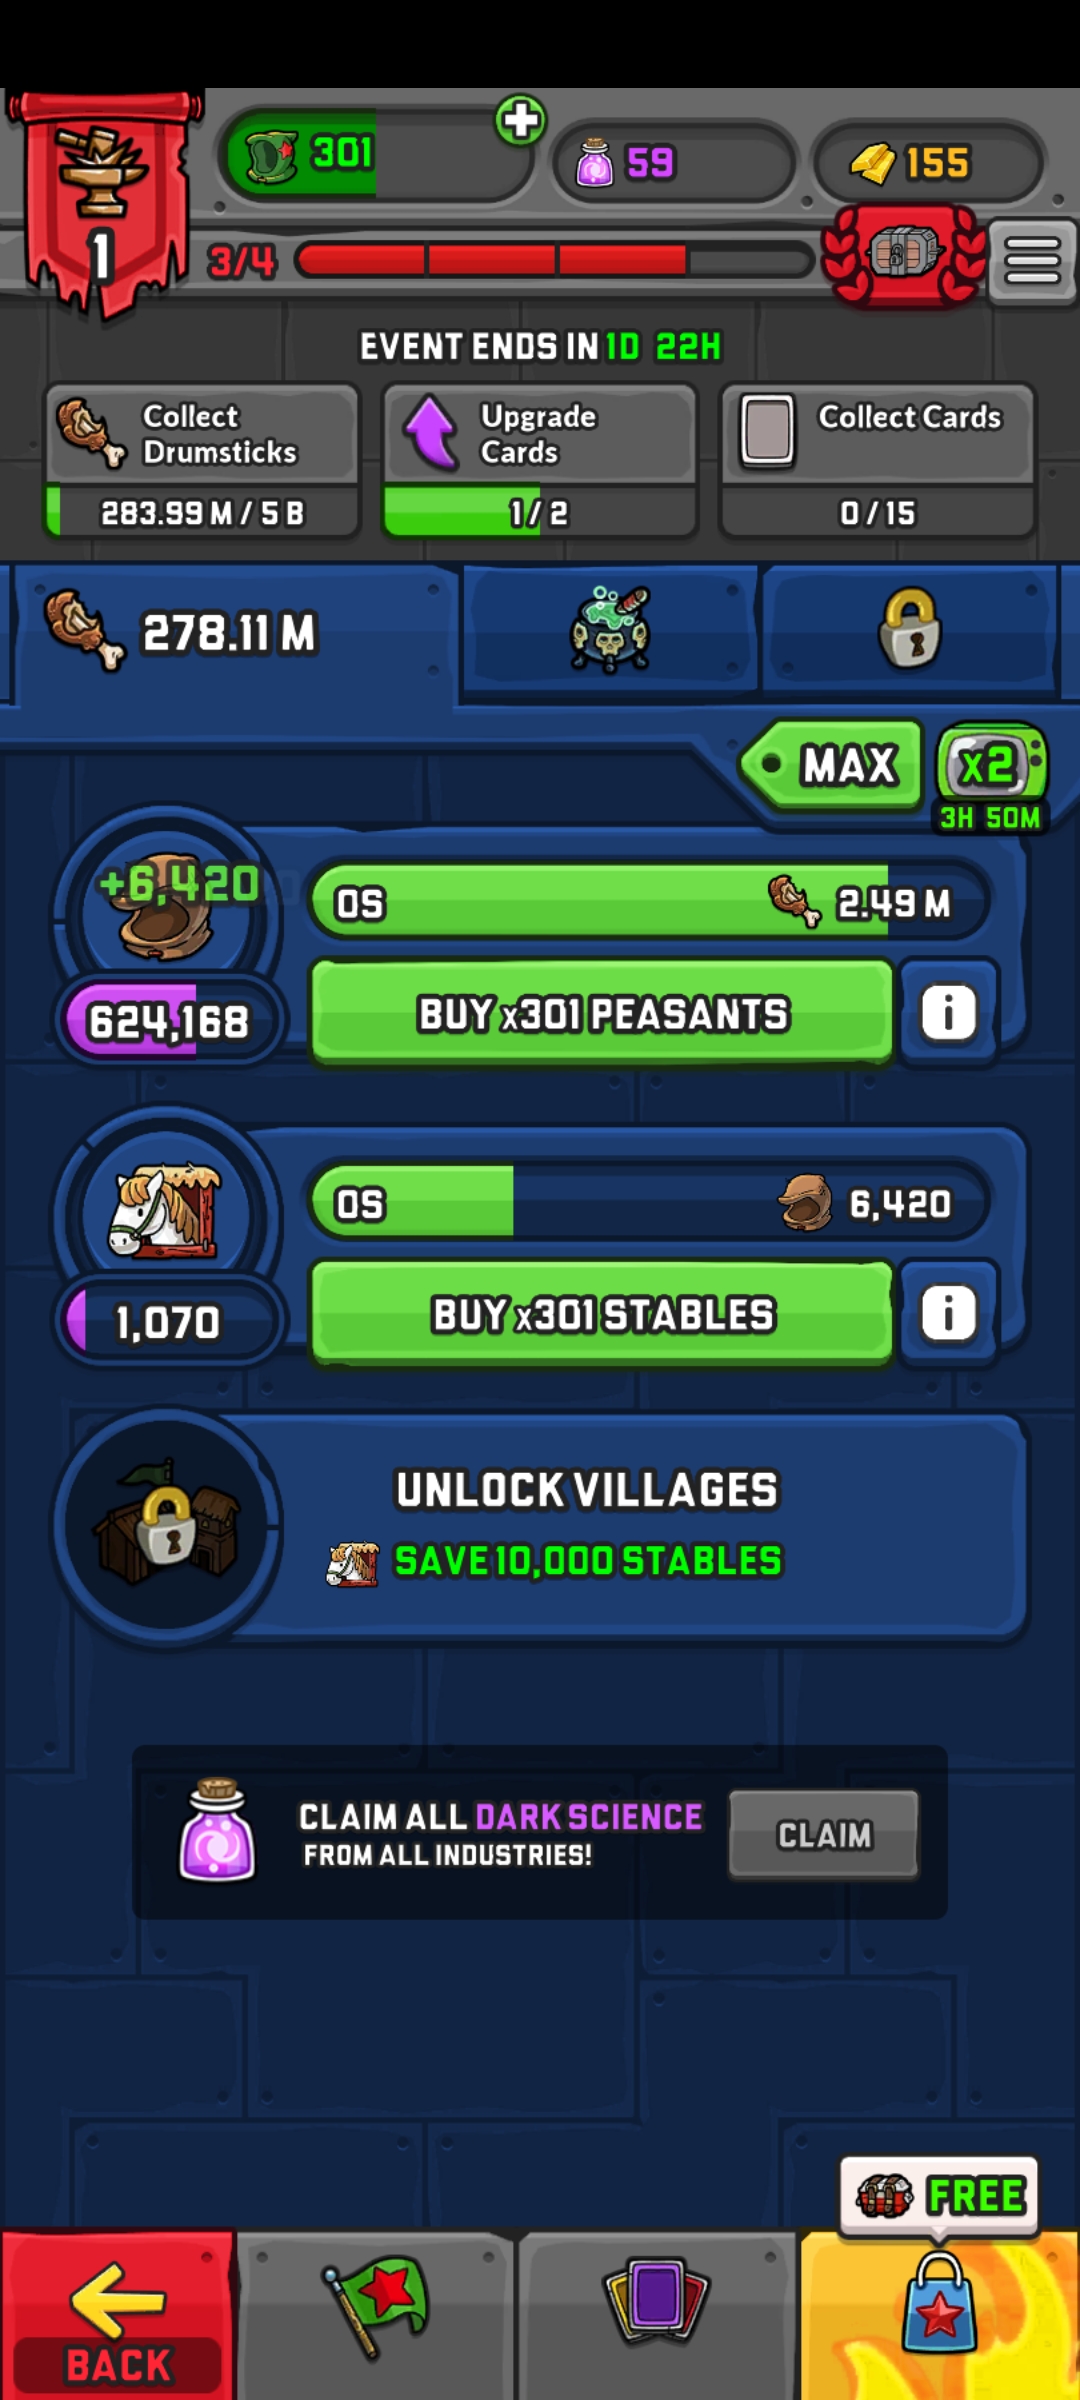 301
59
155
1
3/4
EVENT ENDS IN 1D 22H
Collect
Drumsticks
283.99 M / 5 B
Upgrade
Cards
1 / 2
Collect Cards
0 / 15
278.11 M
MAX
x2
3H 50M
+6,420
0S
2.49 M
624,168
BUY x301 PEASANTS
i
0S
6,420
1,070
BUY x301 STABLES
i
UNLOCK VILLAGES
SAVE 10,000 STABLES
CLAIM ALL DARK SCIENCE
FROM ALL INDUSTRIES!
CLAIM
FREE
BACK